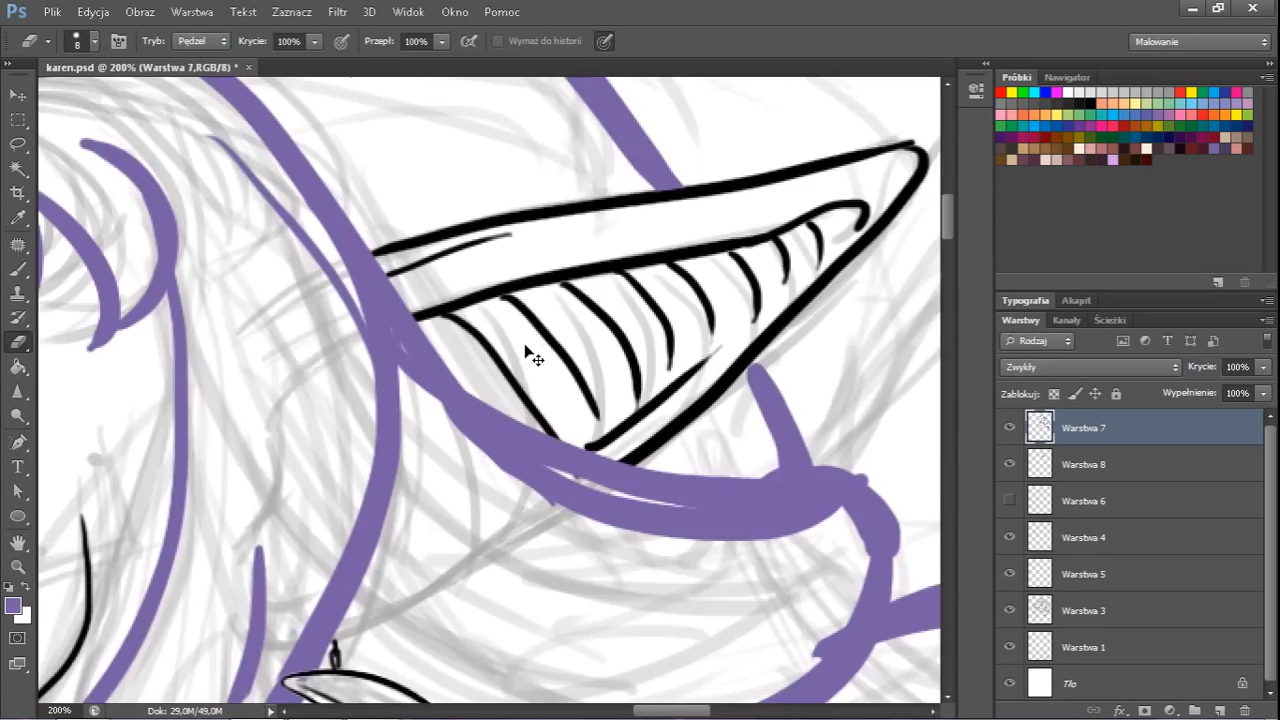 Ps Plik Edycja Obraz Warstwa Tekst Zaznacz Filtr 3D Widok Okno Pomoc
8 Tryb: Pędzel Krycie: 100% Przepł: 100% Wymaż do historii Malowanie
karen.psd @ 200% (Warstwa 7,RGB/8) * ×
Próbki Nawigator
Typografia Akapit
Warstwy Kanały Ścieżki
Rodzaj
Zwykły Krycie: 100%
Zablokuj: Wypełnienie: 100%
Warstwa 7
Warstwa 8
Warstwa 6
Warstwa 4
Warstwa 5
Warstwa 3
Warstwa 1
Tło
200% Dok: 29,0M/49,0M